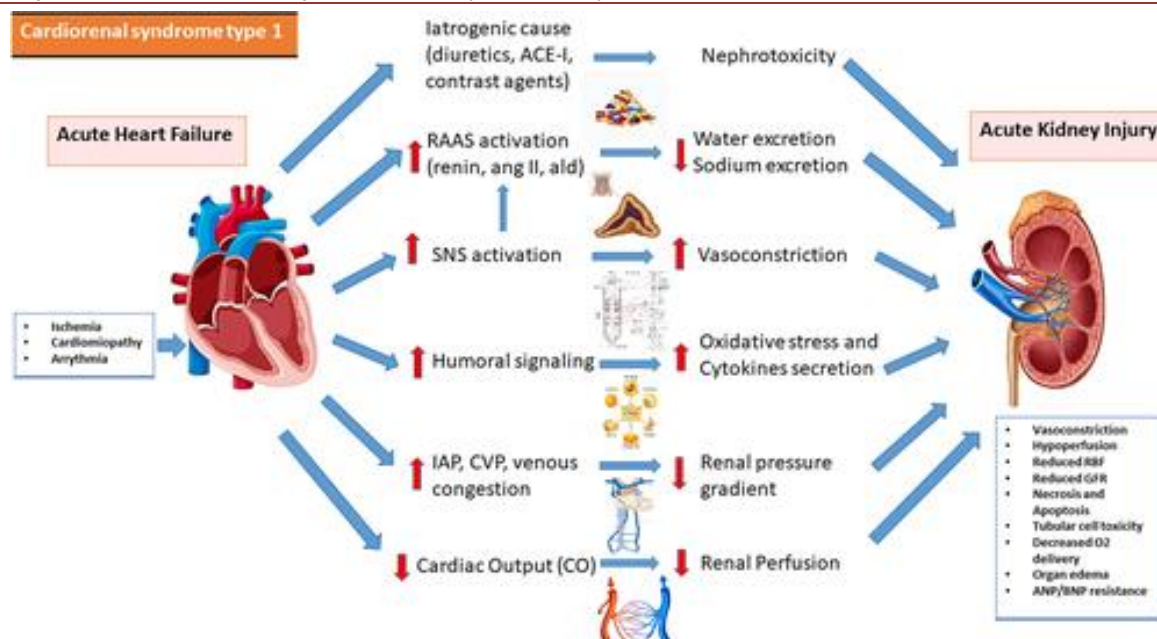 Cardiorenal syndrome type 1
Iatrogenic cause
(diuretics, ACE-I,
contrast agents)
Nephrotoxicity
Acute Heart Failure
Acute Kidney Injury
RAAS activation
(renin, ang II, ald)
Water excretion
Sodium excretion
SNS activation
Vasoconstriction
• Ischemia
• Cardiomiopathy
• Arrythmia
Humoral signaling
Oxidative stress and
Cytokines secretion
IAP, CVP, venous
congestion
Renal pressure
gradient
Cardiac Output (CO)
Renal Perfusion
• Vasoconstriction
• Hypoperfusion
• Reduced RBF
• Reduced GFR
• Necrosis and
Apoptosis
• Tubular cell toxicity
• Decreased O2
delivery
• Organ edema
• ANP/BNP resistance